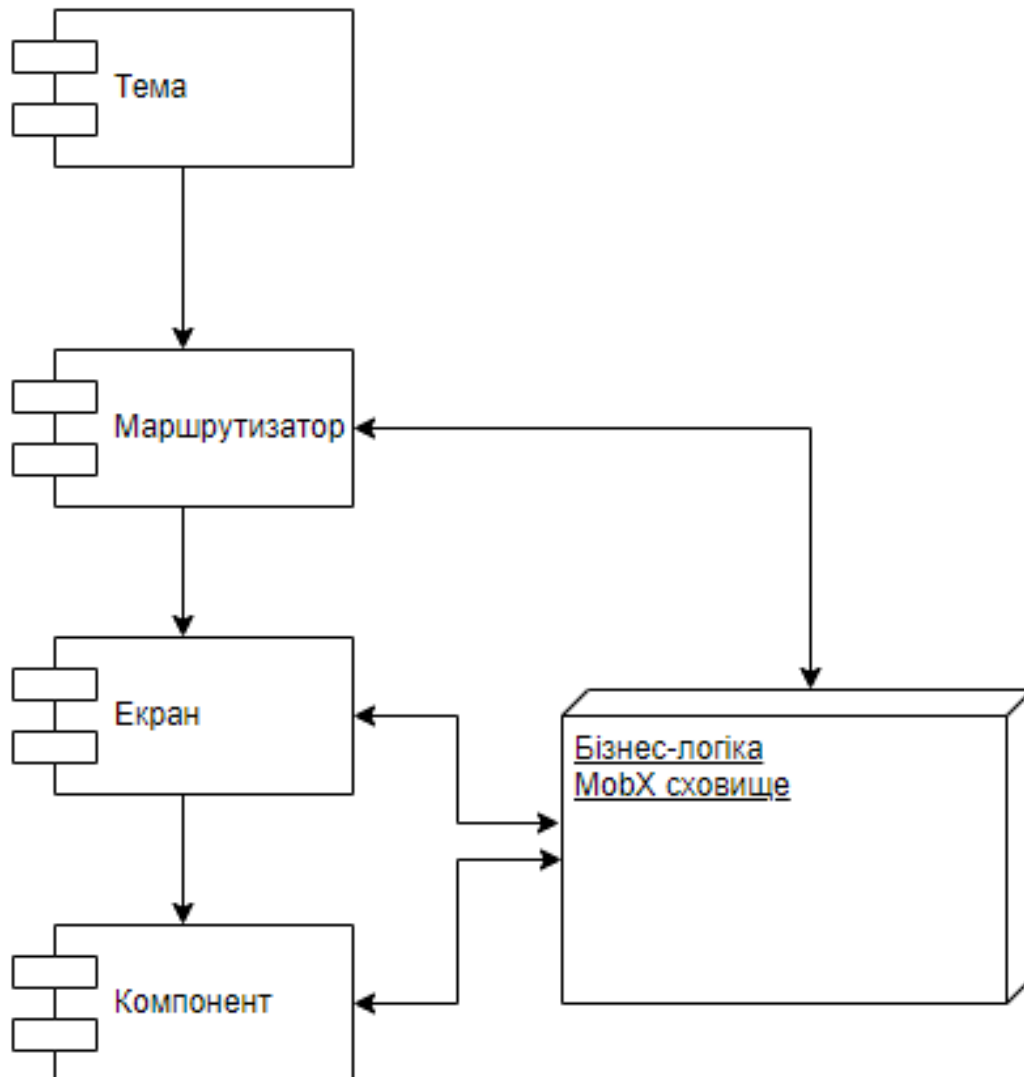 Тема
Маршрутизатор
Екран
Бізнес-логіка
MobX сховище
Компонент